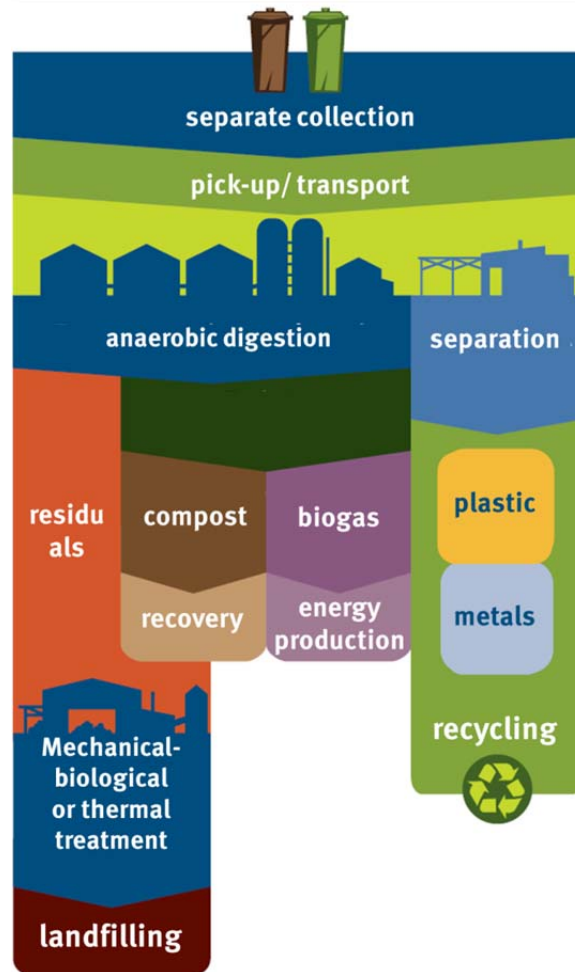 separate collection
pick-up/ transport
anaerobic digestion
separation
residu
als
compost
biogas
plastic
recovery
energy
production
metals
recycling
Mechanical-
biological
or thermal
treatment
landfilling